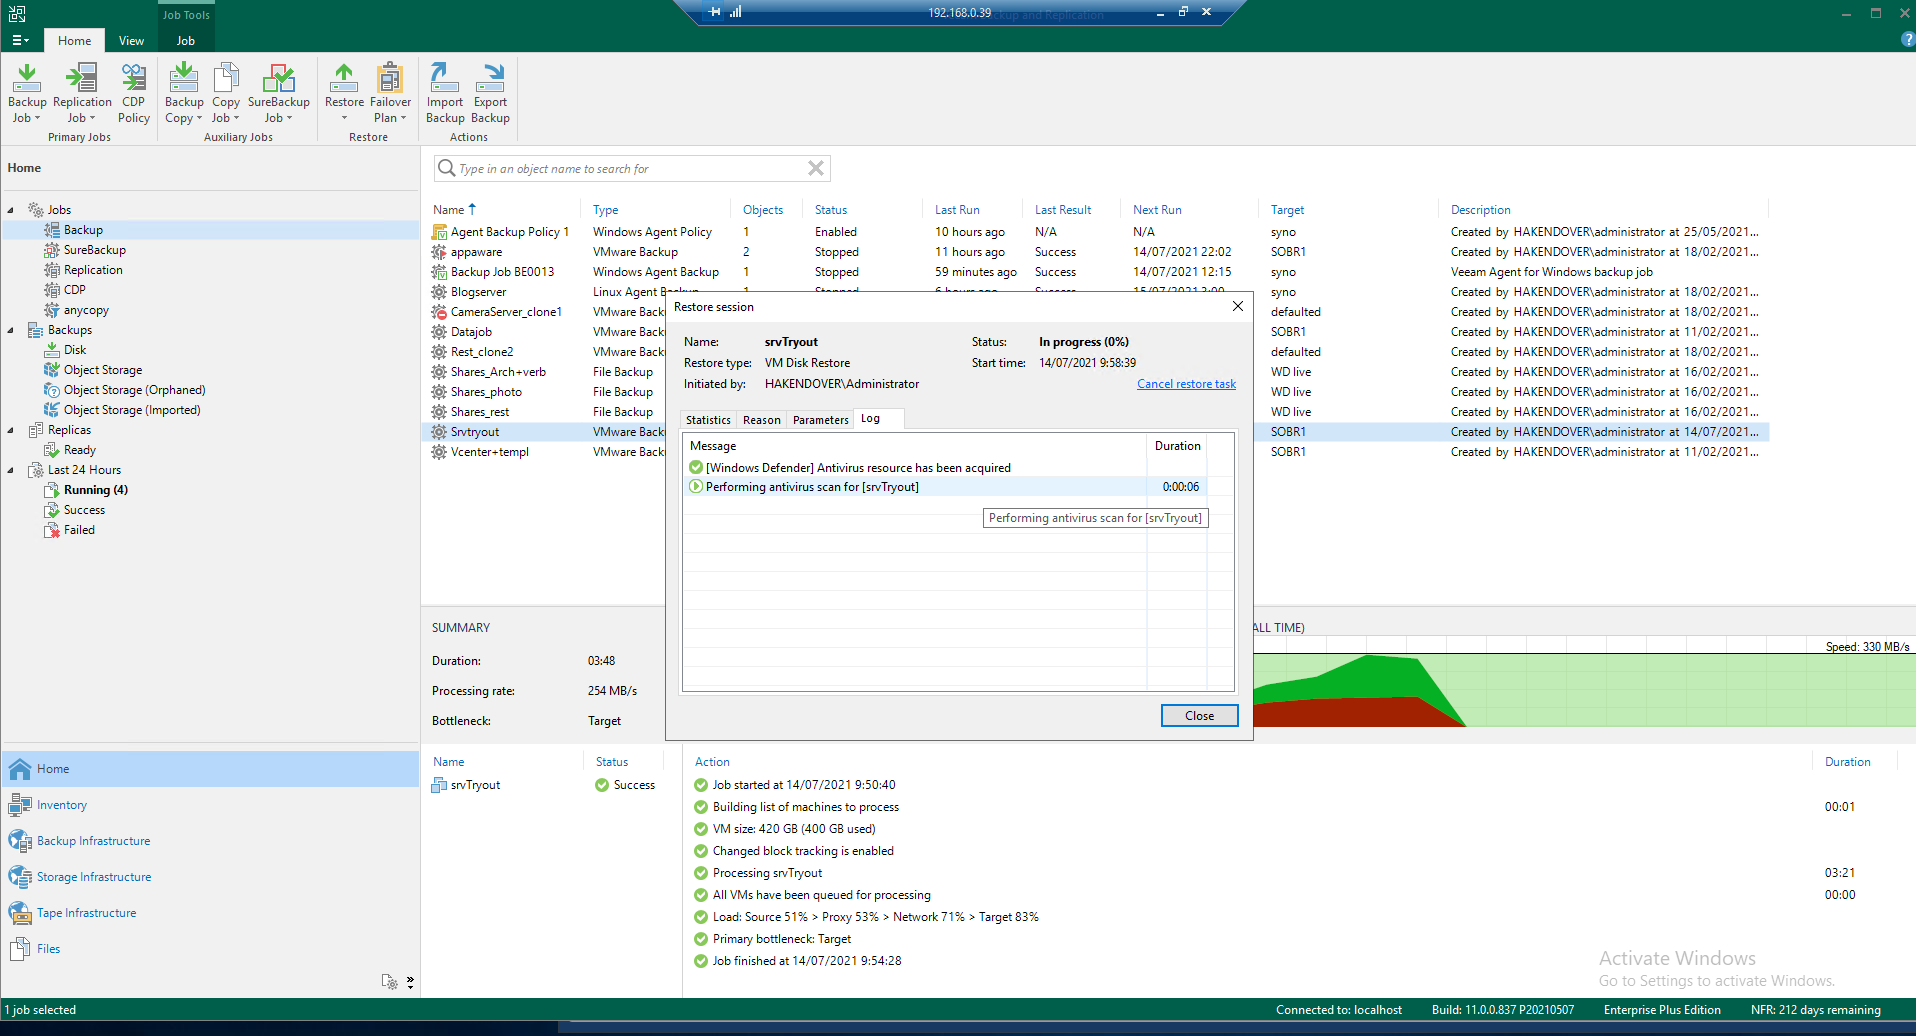 192.168.0.39
Backup and Replication
Job Tools
Home View Job
Backup Job
Replication Job
CDP Policy
Backup Copy
Copy Job
SureBackup Job
Restore
Failover Plan
Import Backup
Export Backup
Primary Jobs
Auxiliary Jobs
Restore
Actions
Home
Type in an object name to search for
Jobs
Backup
SureBackup
Replication
CDP
anycopy
Backups
Disk
Object Storage
Object Storage (Orphaned)
Object Storage (Imported)
Replicas
Ready
Last 24 Hours
Running (4)
Success
Failed
Name Type Objects Status Last Run Last Result Next Run Target Description
Agent Backup Policy 1 Windows Agent Policy 1 Enabled 10 hours ago N/A N/A syno Created by HAKENDOVER\administrator at 25/05/2021...
appaware VMware Backup 2 Stopped 11 hours ago Success 14/07/2021 22:02 SOBR1 Created by HAKENDOVER\administrator at 18/02/2021...
Backup Job BE0013 Windows Agent Backup 1 Stopped 59 minutes ago Success 14/07/2021 12:15 syno Veeam Agent for Windows backup job
Blogserver Linux Agent Backup 1 Stopped 6 hours ago Success 15/07/2021 3:00 syno Created by HAKENDOVER\administrator at 18/02/2021...
CameraServer_clone1 VMware Back defaulted Created by HAKENDOVER\administrator at 18/02/2021...
Datajob VMware Back SOBR1 Created by HAKENDOVER\administrator at 11/02/2021...
Rest_clone2 VMware Back defaulted Created by HAKENDOVER\administrator at 18/02/2021...
Shares_Arch+verb File Backup WD live Created by HAKENDOVER\administrator at 16/02/2021...
Shares_photo File Backup WD live Created by HAKENDOVER\administrator at 16/02/2021...
Shares_rest File Backup WD live Created by HAKENDOVER\administrator at 16/02/2021...
Srvtryout VMware Back SOBR1 Created by HAKENDOVER\administrator at 14/07/2021...
Vcenter+templ VMware Back SOBR1 Created by HAKENDOVER\administrator at 11/02/2021...
Restore session
Name: srvTryout Status: In progress (0%)
Restore type: VM Disk Restore Start time: 14/07/2021 9:58:39
Initiated by: HAKENDOVER\Administrator Cancel restore task
Statistics Reason Parameters Log
Message Duration
[Windows Defender] Antivirus resource has been acquired
Performing antivirus scan for [srvTryout] 0:00:06
Performing antivirus scan for [srvTryout]
Close
SUMMARY
Duration: 03:48
Processing rate: 254 MB/s
Bottleneck: Target
ALL TIME)
Speed: 330 MB/s
Name Status
srvTryout Success
Action Duration
Job started at 14/07/2021 9:50:40
Building list of machines to process 00:01
VM size: 420 GB (400 GB used)
Changed block tracking is enabled
Processing srvTryout 03:21
All VMs have been queued for processing 00:00
Load: Source 51% > Proxy 53% > Network 71% > Target 83%
Primary bottleneck: Target
Job finished at 14/07/2021 9:54:28
Home
Inventory
Backup Infrastructure
Storage Infrastructure
Tape Infrastructure
Files
Activate Windows
Go to Settings to activate Windows.
1 job selected
Connected to: localhost Build: 11.0.0.837 P20210507 Enterprise Plus Edition NFR: 212 days remaining